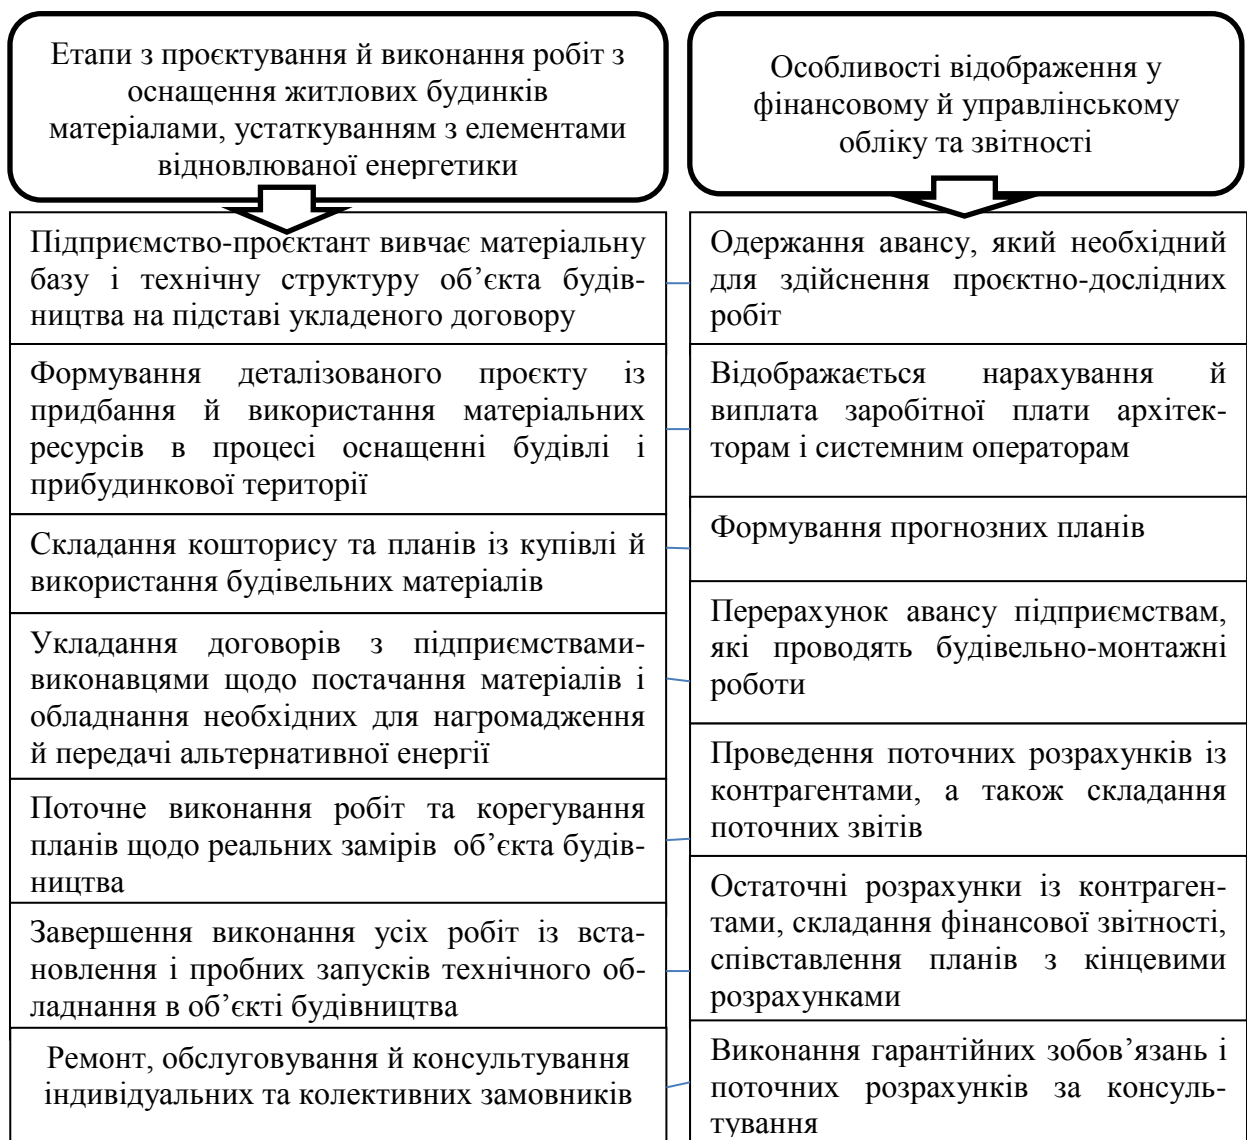 Етапи з проєктування й виконання робіт з
оснащення житлових будинків
матеріалами, устаткуванням з елементами
відновлюваної енергетики
Особливості відображення у
фінансовому й управлінському
обліку та звітності
Підприємство-проєктант вивчає матеріальну
базу і технічну структуру об’єкта будів-
ництва на підставі укладеного договору
Одержання авансу, який необхідний
для здійснення проєктно-дослідних
робіт
Формування деталізованого проєкту із
придбання й використання матеріальних
ресурсів в процесі оснащенні будівлі і
прибудинкової території
Відображається нарахування й
виплата заробітної плати архітек-
торам і системним операторам
Складання кошторису та планів із купівлі й
використання будівельних матеріалів
Формування прогнозних планів
Укладання договорів з підприємствами-
виконавцями щодо постачання матеріалів і
обладнання необхідних для нагромадження
й передачі альтернативної енергії
Перерахунок авансу підприємствам,
які проводять будівельно-монтажні
роботи
Поточне виконання робіт та корегування
планів щодо реальних замірів об’єкта будів-
ництва
Проведення поточних розрахунків із
контрагентами, а також складання
поточних звітів
Завершення виконання усіх робіт із вста-
новлення і пробних запусків технічного об-
ладнання в об’єкті будівництва
Остаточні розрахунки із контраген-
тами, складання фінансової звітності,
співставлення планів з кінцевими
розрахунками
Ремонт, обслуговування й консультування
індивідуальних та колективних замовників
Виконання гарантійних зобов’язань і
поточних розрахунків за консуль-
тування